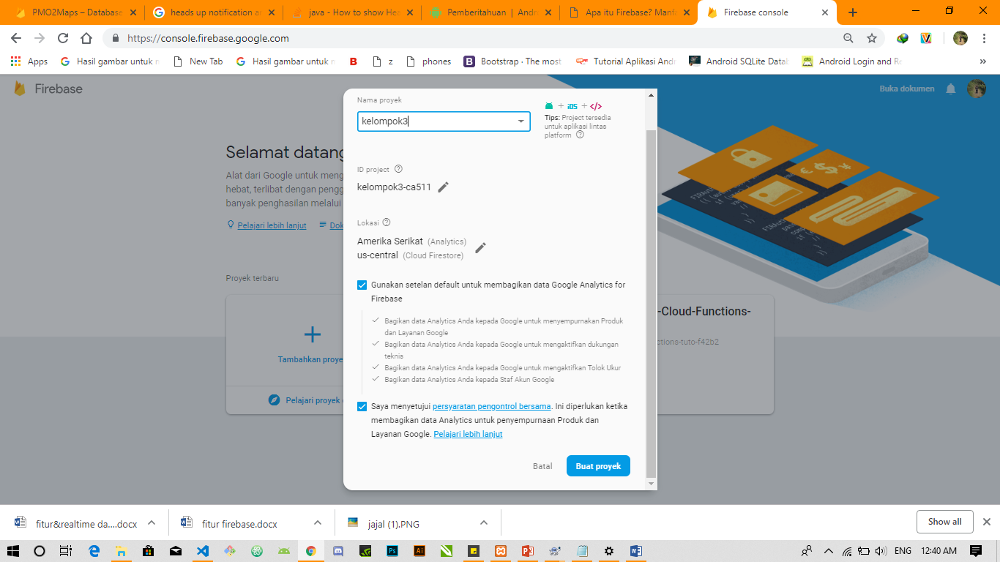 PMO2Maps – Database
heads up notification an
java - How to show Hea
Pemberitahuan | Andr
Apa itu Firebase? Manfa
Firebase console
https://console.firebase.google.com
Apps
Hasil gambar untuk n
New Tab
Hasil gambar untuk n
B
z
phones
B Bootstrap · The most
Tutorial Aplikasi Andr
Android SQLite Datab
Android Login and Re
»
Firebase
Buka dokumen
Nama proyek
kelompok3
+ iOS + </>
Tips: Project tersedia
untuk aplikasi lintas
platform
Selamat datang
Alat dari Google untuk meng
hebat, terlibat dengan pengg
banyak penghasilan melalui
Pelajari lebih lanjut
Dok
ID project
kelompok3-ca511
Lokasi
Amerika Serikat (Analytics)
us-central (Cloud Firestore)
Proyek terbaru
Tambahkan proye
Pelajari proyek
-Cloud-Functions-
ctions-tuto-f42b2
Gunakan setelan default untuk membagikan data Google Analytics for
Firebase
Bagikan data Analytics Anda kepada Google untuk menyempurnakan Produk
dan Layanan Google
Bagikan data Analytics Anda kepada Google untuk mengaktifkan dukungan
teknis
Bagikan data Analytics Anda kepada Google untuk mengaktifkan Tolok Ukur
Bagikan data Analytics Anda kepada Staf Akun Google
Saya menyetujui persyaratan pengontrol bersama. Ini diperlukan ketika
membagikan data Analytics untuk penyempurnaan Produk dan
Layanan Google. Pelajari lebih lanjut
Batal
Buat proyek
fitur&realtime da....docx
fitur firebase.docx
jajal (1).PNG
Show all
ENG
12:40 AM